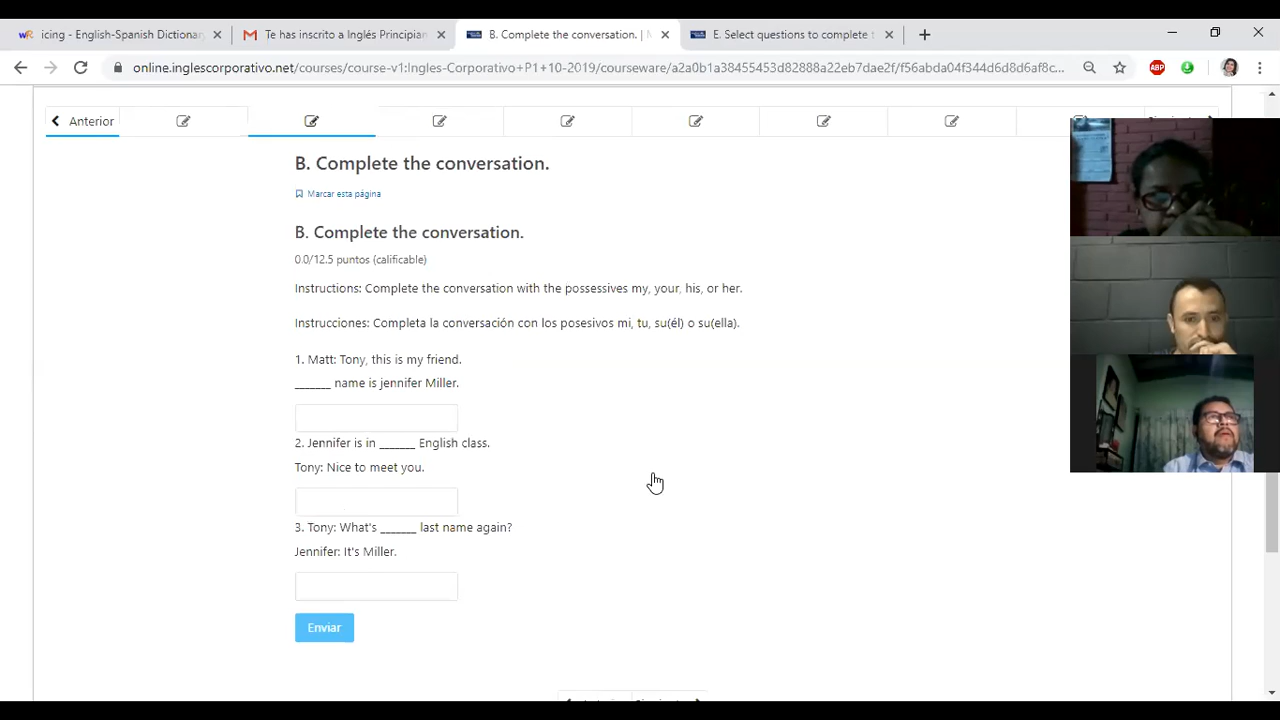 icing - English-Spanish Dictionary
Te has inscrito a Inglés Principian
B. Complete the conversation. |
E. Select questions to complete t
online.inglescorporativo.net/courses/course-v1:Ingles-Corporativo+P1+10-2019/courseware/a2a0b1a38455453d82888a22eb7dae2f/f56abda04f344d6d8d6af8c...
ABP
Anterior
B. Complete the conversation.
Marcar esta página
B. Complete the conversation.
0.0/12.5 puntos (calificable)
Instructions: Complete the conversation with the possessives my, your, his, or her.
Instrucciones: Completa la conversación con los posesivos mi, tu, su(él) o su(ella).
1. Matt: Tony, this is my friend.
_______ name is jennifer Miller.
2. Jennifer is in _______ English class.
Tony: Nice to meet you.
3. Tony: What's _______ last name again?
Jennifer: It's Miller.
Enviar